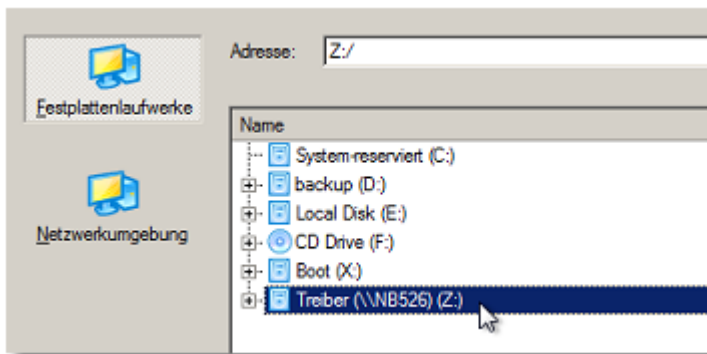 Adresse: Z:/
Festplattenlaufwerke
Netzwerkumgebung
Name
System-reserviert (C:)
backup (D:)
Local Disk (E:)
CD Drive (F:)
Boot (X:)
Treiber (\\NB526) (Z:)